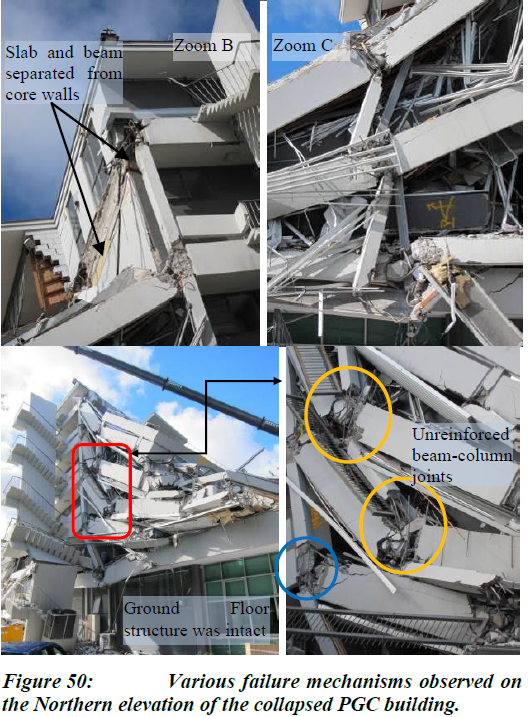 Slab and beam
separated from
core walls
Zoom B
Zoom C
Unreinforced
beam-column
joints
Ground Floor
structure was intact
Figure 50: Various failure mechanisms observed on
the Northern elevation of the collapsed PGC building.